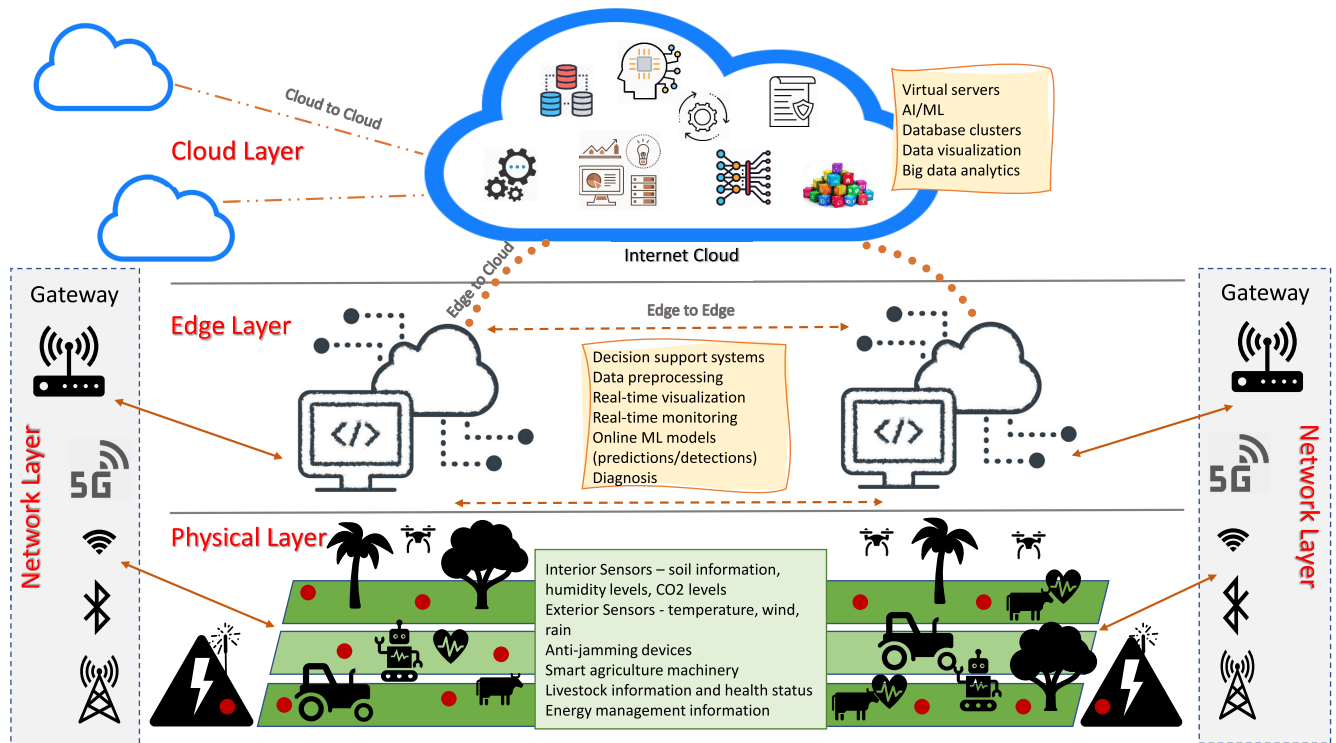 Cloud to Cloud
Cloud Layer
Virtual servers
AI/ML
Database clusters
Data visualization
Big data analytics
Internet Cloud
Edge to Cloud
Gateway
Network Layer
5G
Edge Layer
Edge to Edge
Decision support systems
Data preprocessing
Real-time visualization
Real-time monitoring
Online ML models
(predictions/detections)
Diagnosis
Gateway
Network Layer
5G
Physical Layer
Interior Sensors – soil information,
humidity levels, CO2 levels
Exterior Sensors - temperature, wind,
rain
Anti-jamming devices
Smart agriculture machinery
Livestock information and health status
Energy management information